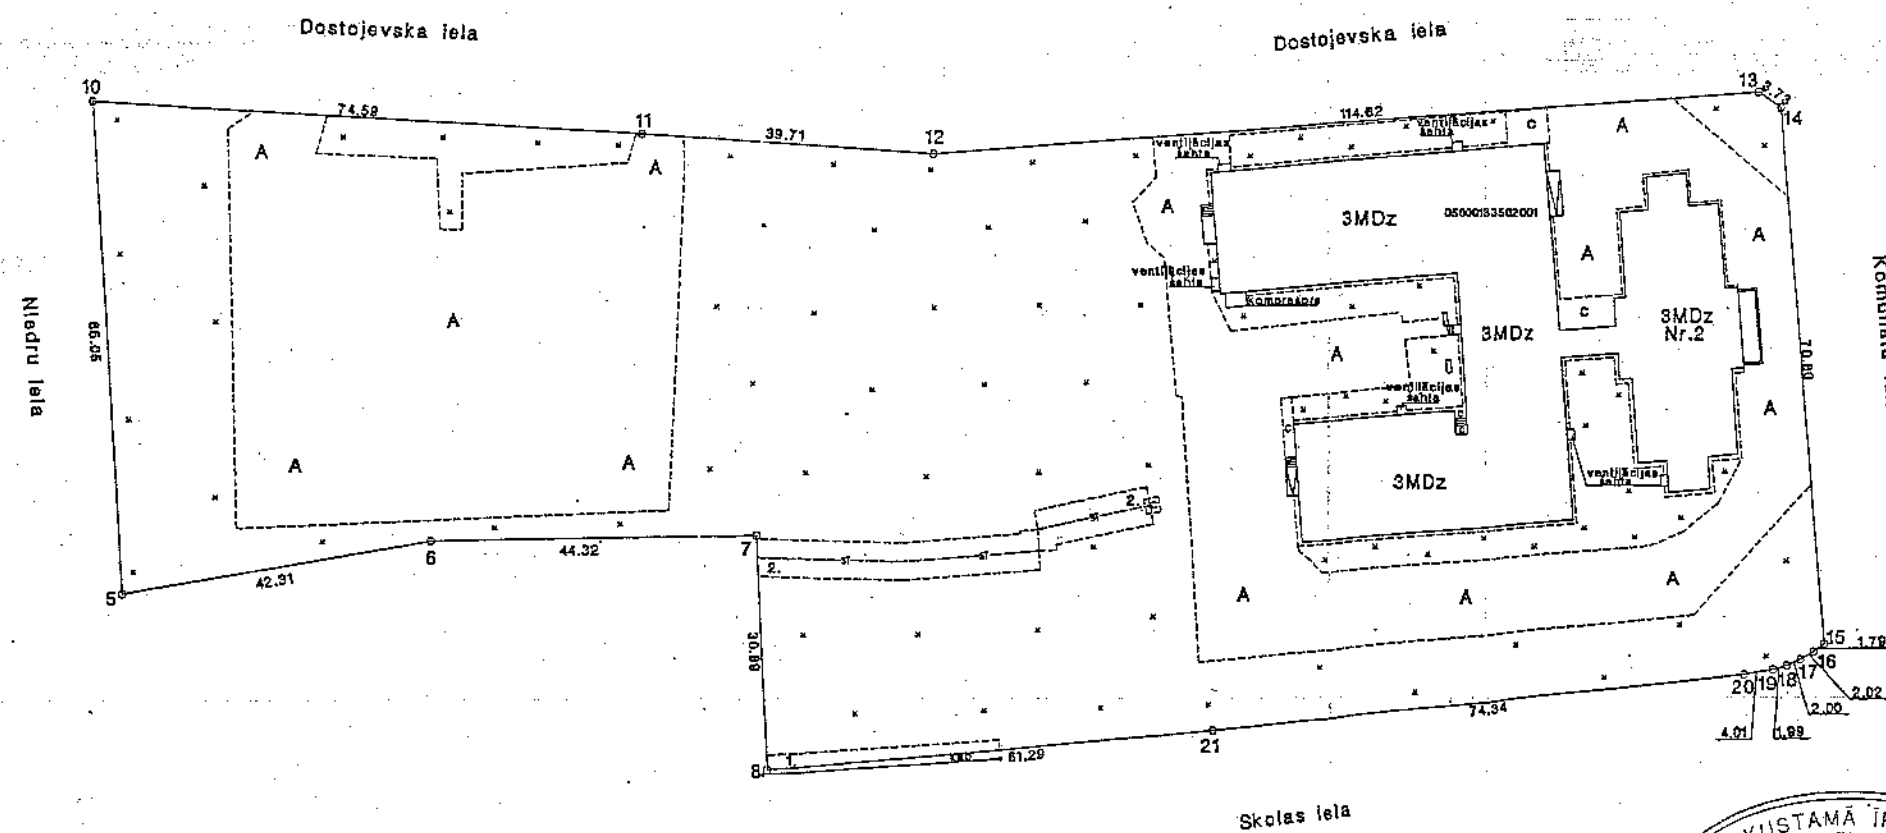 Dostojevska iela
Dostojevska iela
10
74.59
11
39.71
12
114.62
13
3.73
14
A
A
A
A
A
A
ventilācijas
šahta
ventilācijas
šahta
C
A
A
3MDz
05000133502001
A
A
ventilācijas
šahta
Kompresors
C
3MDz
3MDz
Nr.2
A
ventilācijas
šahta
C
C
A
3MDz
ventilācijas
šahta
Niedru iela
66.05
70.80
5
42.31
6
44.32
7
2.
ST
ST
ST
2.
30.89
A
A
A
8
1.
61.29
21
74.34
20
19
18
17
16
15
1.79
2.02
2.00
1.99
4.01
Skolas iela